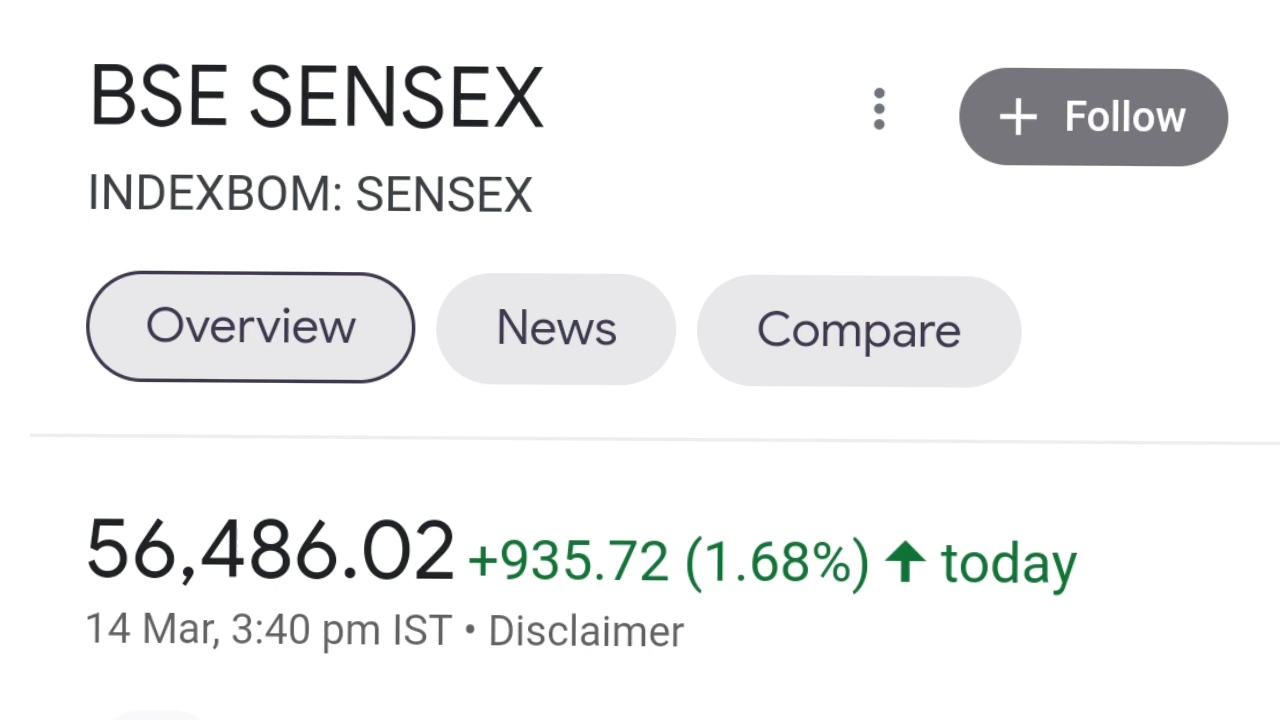 BSE SENSEX
+ Follow
INDEXBOM: SENSEX
Overview News Compare
56,486.02 +935.72 (1.68%) ↑ today
14 Mar, 3:40 pm IST • Disclaimer